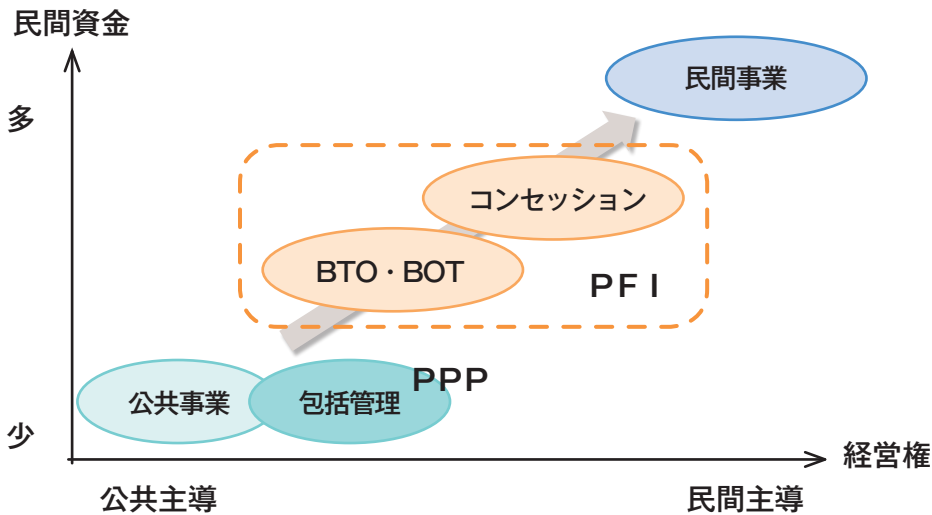 民間資金
多
民間事業
コンセッション
BTO・BOT
PFI
PPP
公共事業
包括管理
少
経営権
公共主導
民間主導